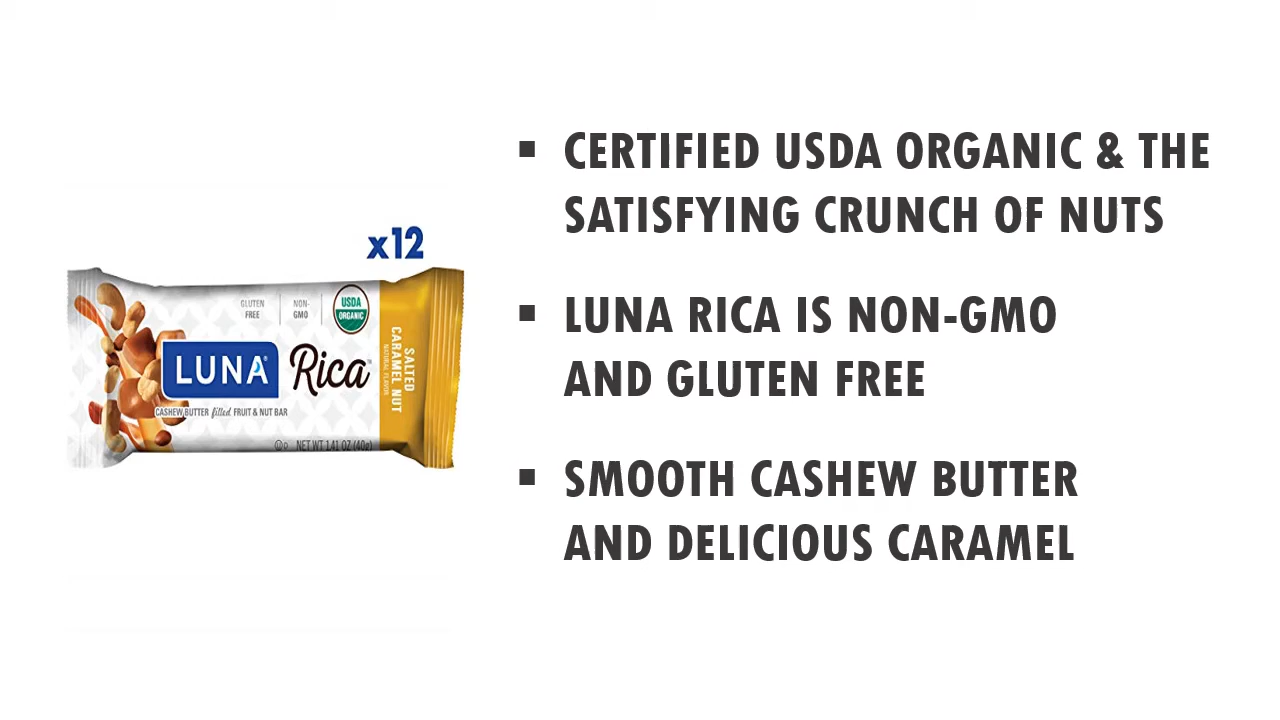 x12
GLUTEN
FREE
NON-
GMO
USDA
ORGANIC
LUNA®
Rica™
SALTED
CARAMEL NUT
NATURAL FLAVOR
CASHEW BUTTER filled FRUIT & NUT BAR
NET WT 1.41 OZ (40g)
▪ CERTIFIED USDA ORGANIC & THE
SATISFYING CRUNCH OF NUTS
▪ LUNA RICA IS NON-GMO
AND GLUTEN FREE
▪ SMOOTH CASHEW BUTTER
AND DELICIOUS CARAMEL